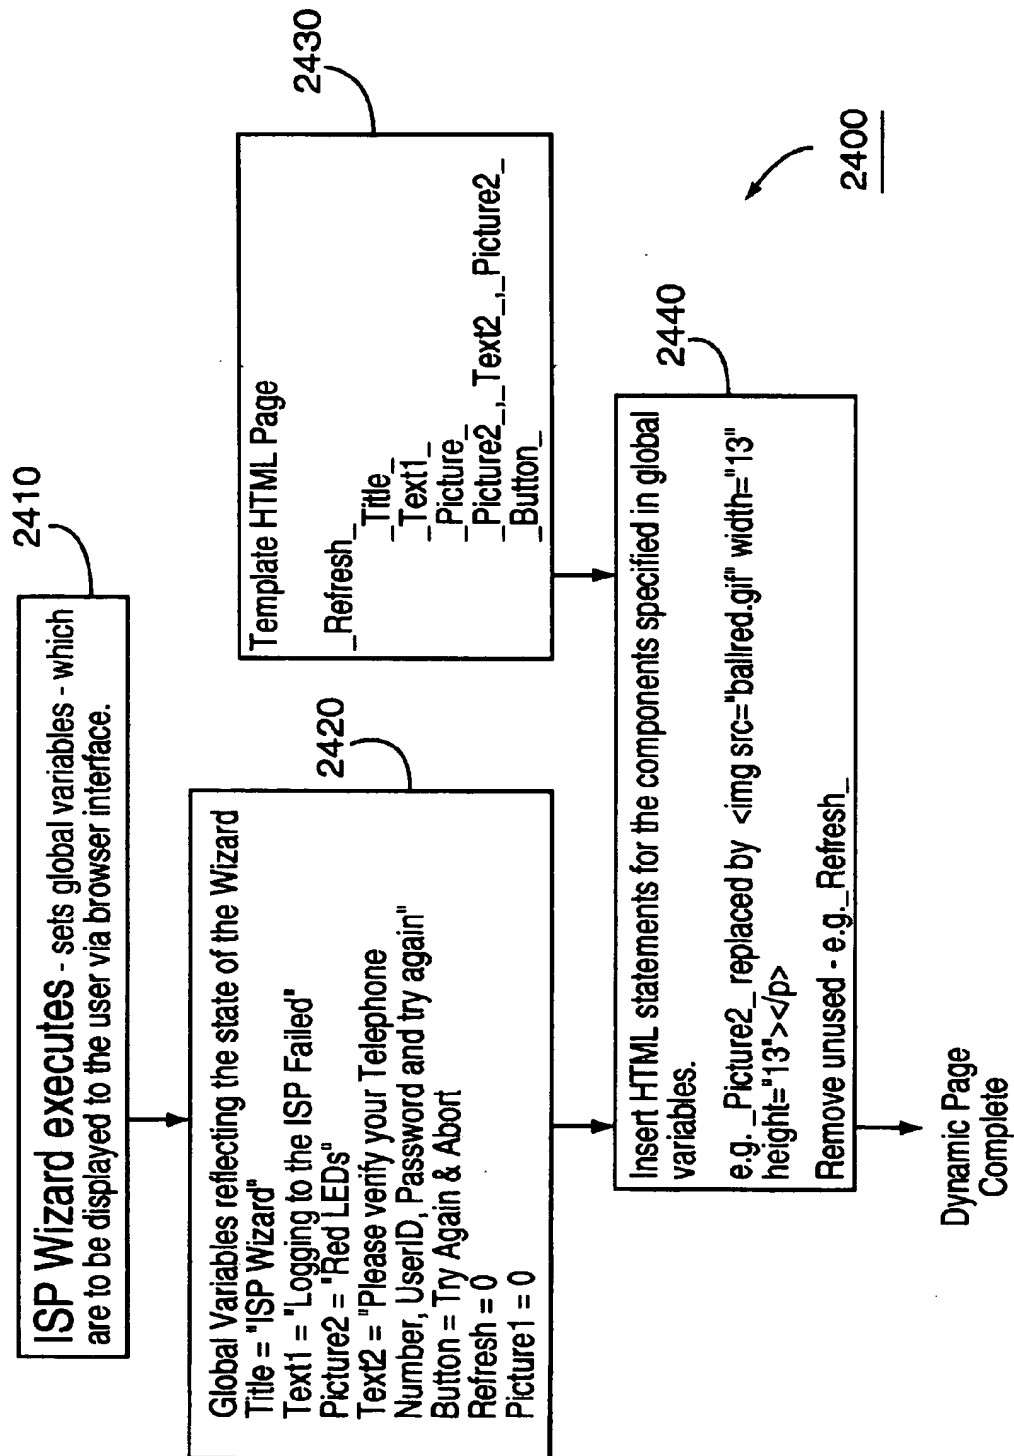 ISP Wizard executes - sets global variables - which
are to be displayed to the user via browser interface.
2410
Global Variables reflecting the state of the Wizard
Title = "ISP Wizard"
Text1 = "Logging to the ISP Failed"
Picture2 = "Red LEDs"
Text2 = "Please verify your Telephone
Number, UserID, Password and try again"
Button = Try Again & Abort
Refresh = 0
Picture1 = 0
2420
Template HTML Page
_Refresh_
_Title_
_Text1_
_Picture_
_Picture2_,_Text2_,_Picture2_
_Button_
2430
Insert HTML statements for the components specified in global
variables.
e.g. _Picture2_ replaced by <img src="ballred.gif" width="13"
height="13"></p>
Remove unused - e.g._Refresh_
2440
Dynamic Page
Complete
2400